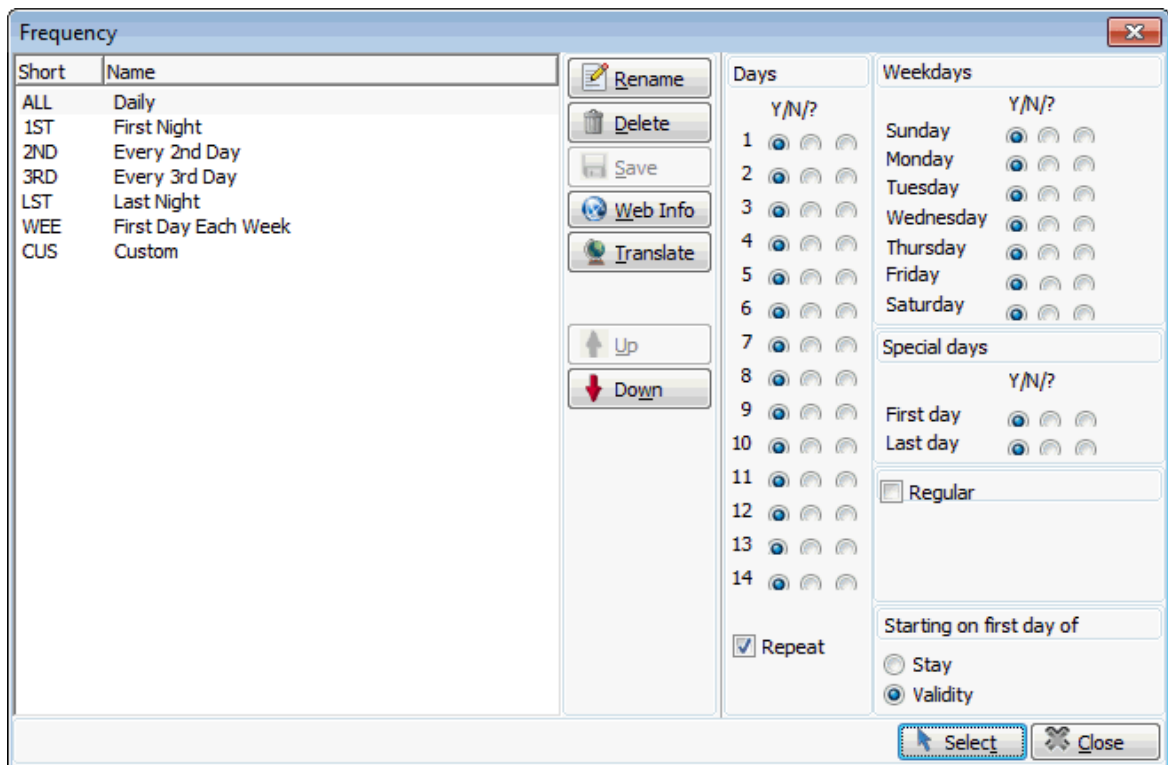 Frequency
Short Name
ALL Daily
1ST First Night
2ND Every 2nd Day
3RD Every 3rd Day
LST Last Night
WEE First Day Each Week
CUS Custom
Rename
Delete
Save
Web Info
Translate
Up
Down
Days
Y/N/?
1
2
3
4
5
6
7
8
9
10
11
12
13
14
Repeat
Weekdays
Y/N/?
Sunday
Monday
Tuesday
Wednesday
Thursday
Friday
Saturday
Special days
Y/N/?
First day
Last day
Regular
Starting on first day of
Stay
Validity
Select
Close